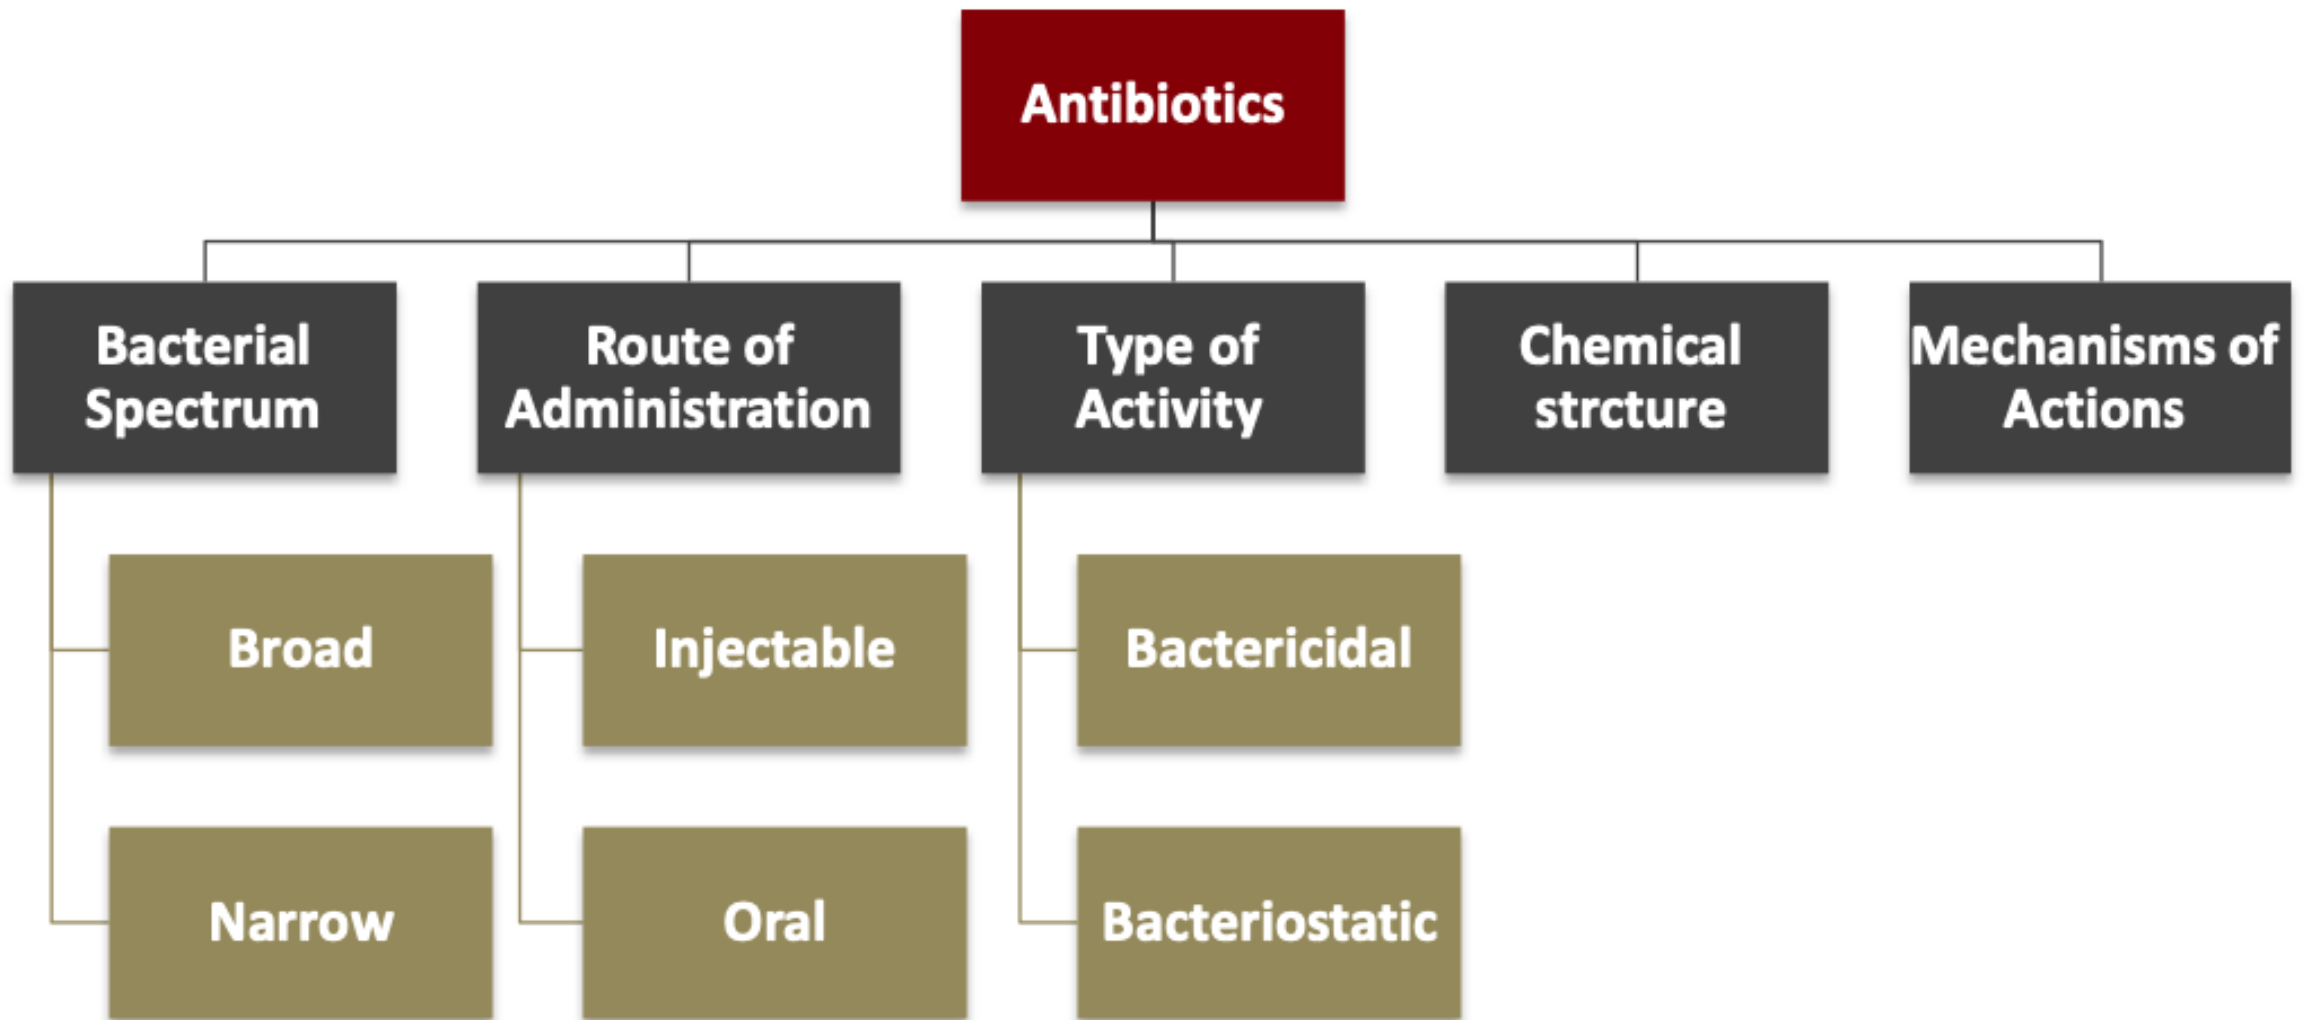 Antibiotics
Bacterial
Spectrum
Route of
Administration
Type of
Activity
Chemical
strcture
Mechanisms of
Actions
Broad
Injectable
Bactericidal
Narrow
Oral
Bacteriostatic